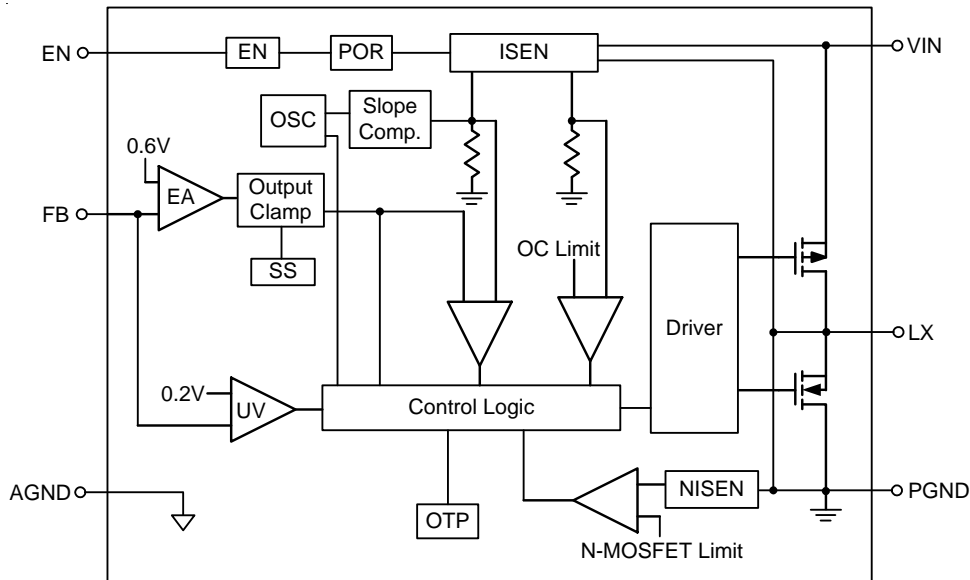 EN
EN
POR
ISEN
VIN
OSC
Slope
Comp.
0.6V
EA
Output
Clamp
FB
SS
OC Limit
Driver
LX
0.2V
UV
Control Logic
AGND
OTP
NISEN
PGND
N-MOSFET Limit